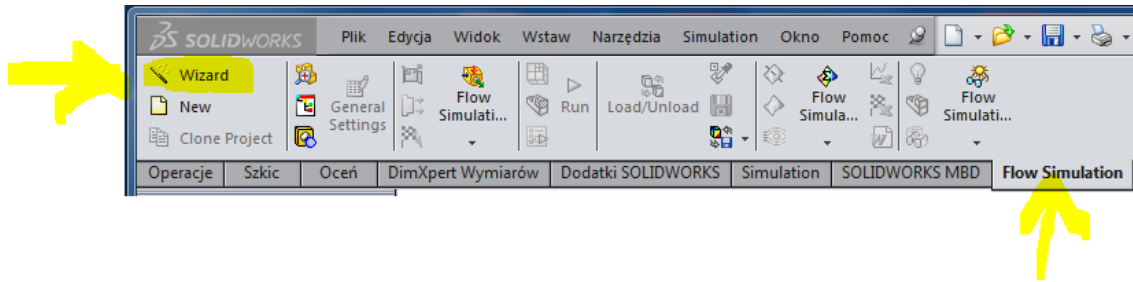 SOLIDWORKS Plik Edycja Widok Wstaw Narzędzia Simulation Okno Pomoc
Wizard
New
Clone Project
General
Settings
Flow
Simulati...
Run
Load/Unload
Flow
Simula...
Flow
Simulati...
Operacje Szkic Oceń DimXpert Wymiarów Dodatki SOLIDWORKS Simulation SOLIDWORKS MBD Flow Simulation